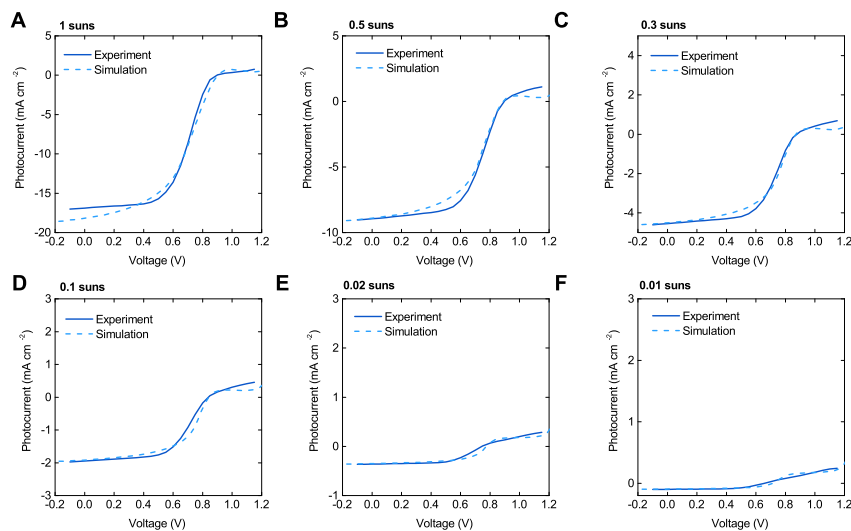 A
1 suns
Experiment
Simulation
Photocurrent (mA cm⁻²)
5
0
-5
-10
-15
-20
-0.2 0.0 0.2 0.4 0.6 0.8 1.0 1.2
Voltage (V)
B
0.5 suns
Experiment
Simulation
Photocurrent (mA cm⁻²)
5
0
-5
-10
-0.2 0.0 0.2 0.4 0.6 0.8 1.0 1.2
Voltage (V)
C
0.3 suns
Experiment
Simulation
Photocurrent (mA cm⁻²)
4
2
0
-2
-4
-0.2 0.0 0.2 0.4 0.6 0.8 1.0 1.2
Voltage (V)
D
0.1 suns
Experiment
Simulation
Photocurrent (mA cm⁻²)
3
2
1
0
-1
-2
-3
-0.2 0.0 0.2 0.4 0.6 0.8 1.0 1.2
Voltage (V)
E
0.02 suns
Experiment
Simulation
Photocurrent (mA cm⁻²)
3
2
1
0
-1
-0.2 0.0 0.2 0.4 0.6 0.8 1.0 1.2
Voltage (V)
F
0.01 suns
Experiment
Simulation
Photocurrent (mA cm⁻²)
3
2
1
0
-0.2 0.0 0.2 0.4 0.6 0.8 1.0 1.2
Voltage (V)